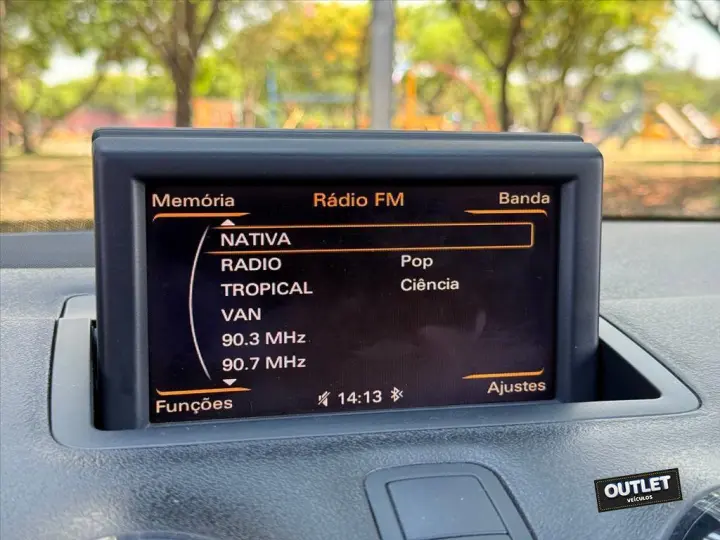 Memória Rádio FM Banda
NATIVA
RADIO Pop
TROPICAL Ciência
VAN
90.3 MHz
90.7 MHz
Funções 14:13 Ajustes
OUTLET
VEÍCULOS